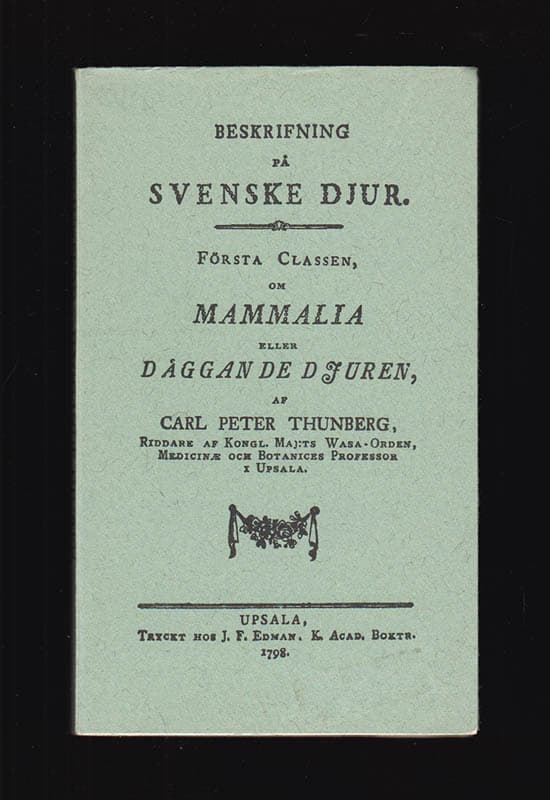 BESKRIFNING
PÅ
SVENSKE DJUR.
FÖRSTA CLASSEN,
OM
MAMMALIA
ELLER
DÄGGANDE DJUREN,
AF
CARL PETER THUNBERG,
RIDDARE AF KONGL. MAJ:TS WASA-ORDEN,
MEDICINÆ OCH BOTANICES PROFESSOR
I UPSALA.
UPSALA,
TRYCKT HOS J. F. EDMAN. K. ACAD. BOKTR.
1798.